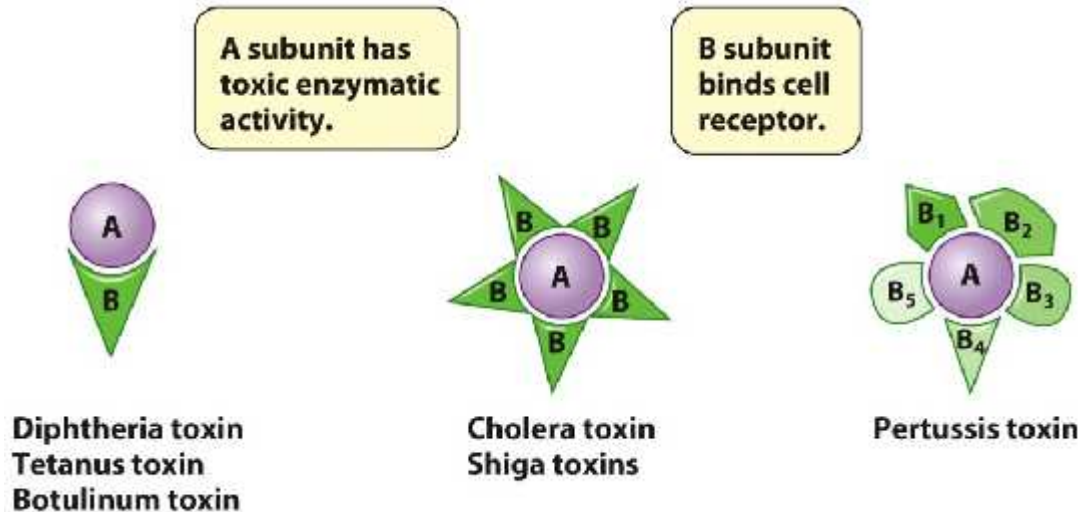 A subunit has
toxic enzymatic
activity.
B subunit
binds cell
receptor.
A
B
B
B
B
B
B
A
B1
B2
B3
B4
B5
A
Diphtheria toxin
Tetanus toxin
Botulinum toxin
Cholera toxin
Shiga toxins
Pertussis toxin